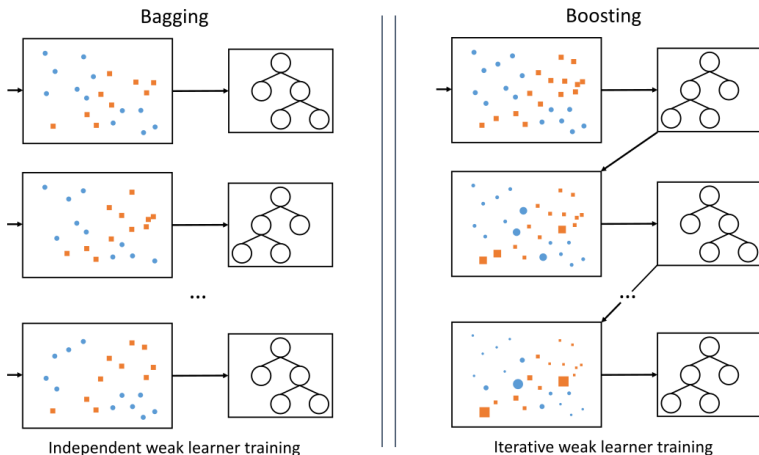 Bagging
Boosting
...
...
Independent weak learner training
Iterative weak learner training